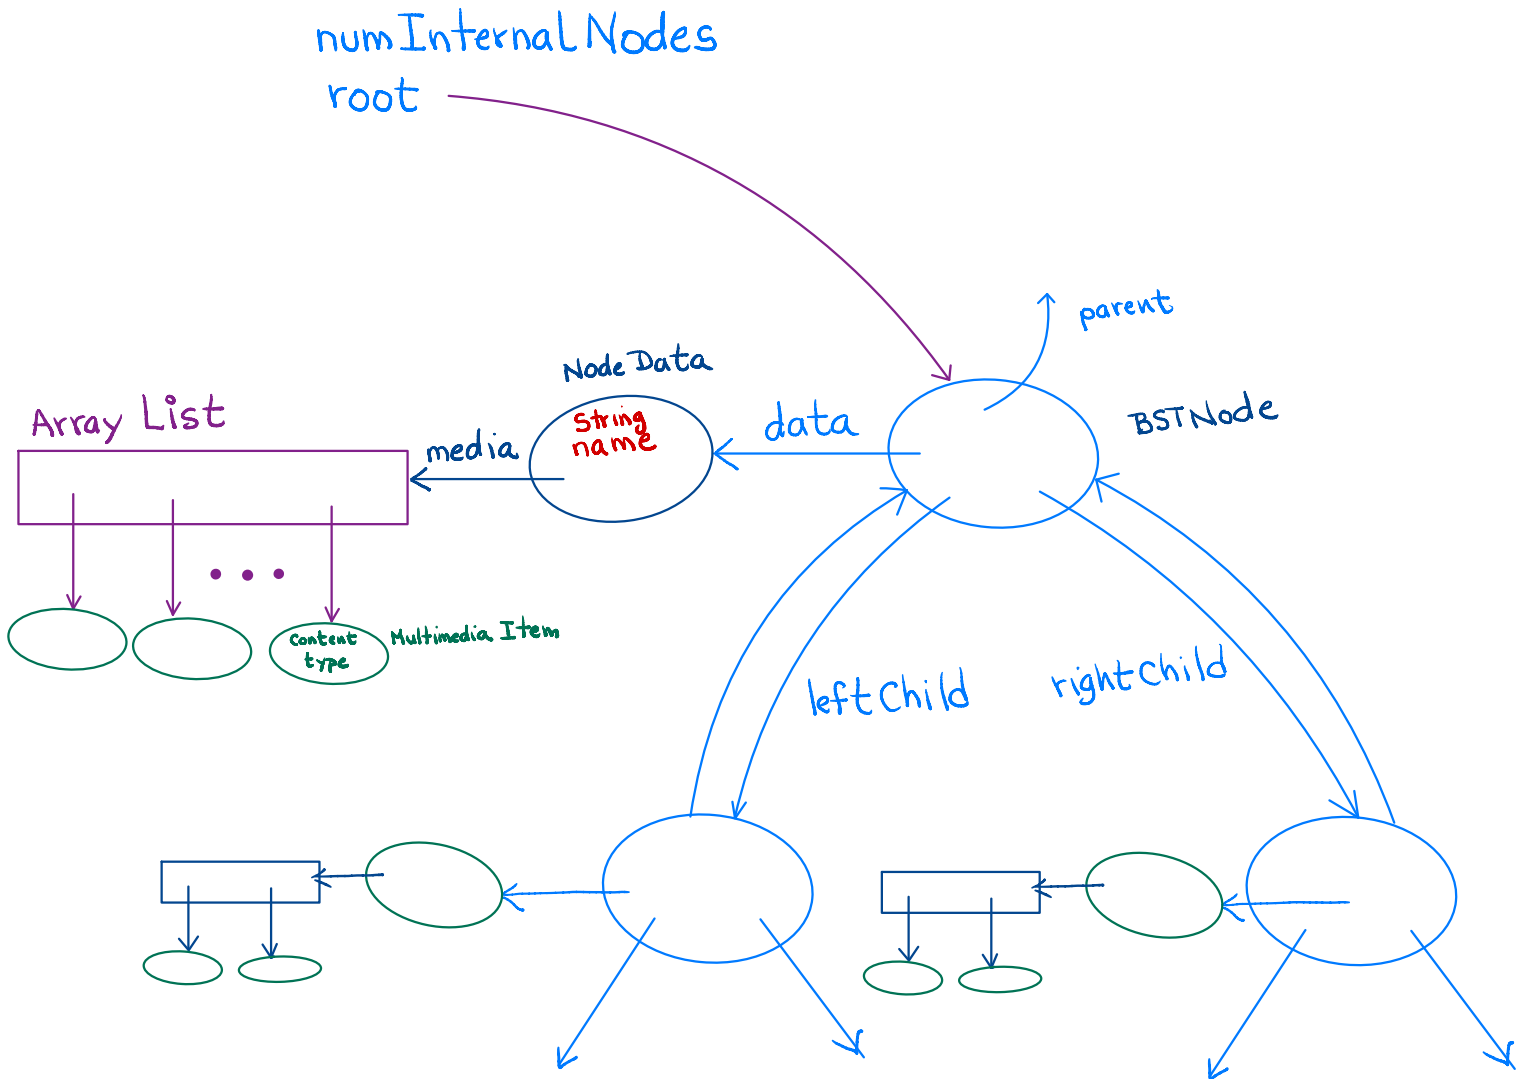 numInternalNodes
root
parent
NodeData
BSTNode
Array List
String
name
data
media
Content
type
Multimedia Item
leftChild
rightChild